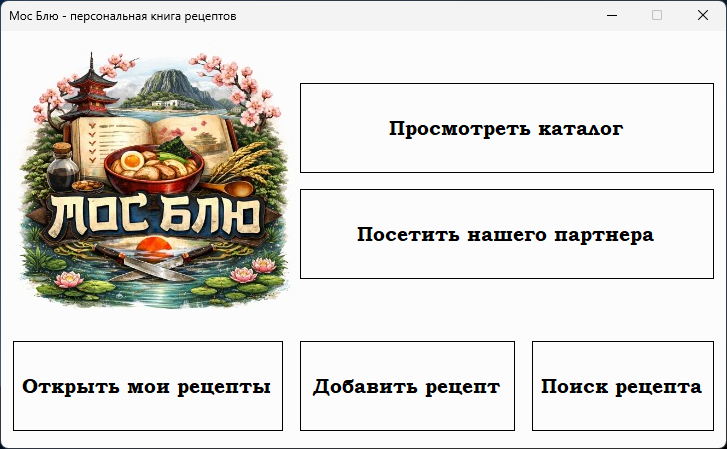 Мос Блю - персональная книга рецептов
Просмотреть каталог
МОС БЛЮ
Посетить нашего партнера
Открыть мои рецепты
Добавить рецепт
Поиск рецепта